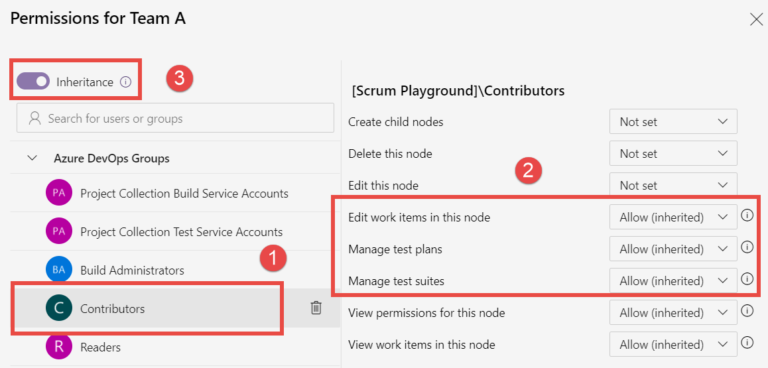 Permissions for Team A
Inheritance
3
Search for users or groups
Azure DevOps Groups
PA Project Collection Build Service Accounts
PA Project Collection Test Service Accounts
BA Build Administrators
1
C Contributors
R Readers
[Scrum Playground]\Contributors
Create child nodes Not set
Delete this node Not set
2
Edit this node Not set
Edit work items in this node Allow (inherited)
Manage test plans Allow (inherited)
Manage test suites Allow (inherited)
View permissions for this node Allow (inherited)
View work items in this node Allow (inherited)